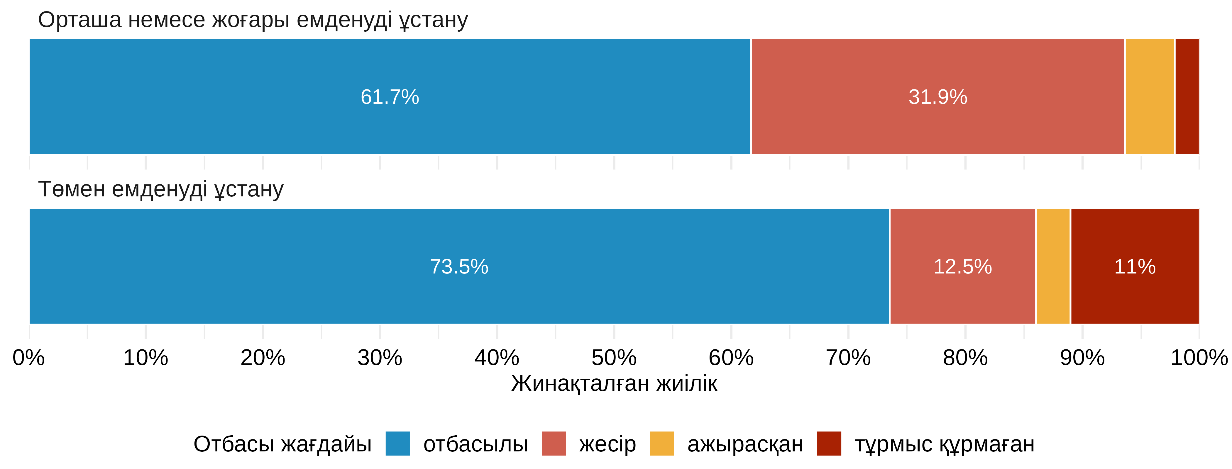 Орташа немесе жоғары емденуді ұстану
61.7% 31.9%
Төмен емденуді ұстану
73.5% 12.5% 11%
0% 10% 20% 30% 40% 50% 60% 70% 80% 90% 100%
Жинақталған жиілік
Отбасы жағдайы отбасылы жесір ажырасқан тұрмыс құрмаған